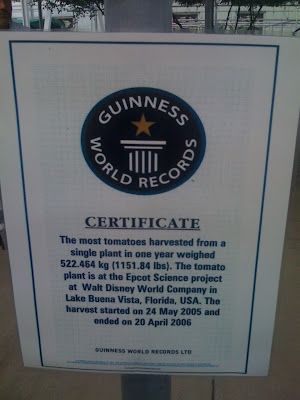 GUINNESS
WORLD RECORDS
CERTIFICATE
The most tomatoes harvested from a
single plant in one year weighed
522.464 kg (1151.84 lbs). The tomato
plant is at the Epcot Science project
at Walt Disney World Company in
Lake Buena Vista, Florida, USA. The
harvest started on 24 May 2005 and
ended on 20 April 2006
GUINNESS WORLD RECORDS LTD